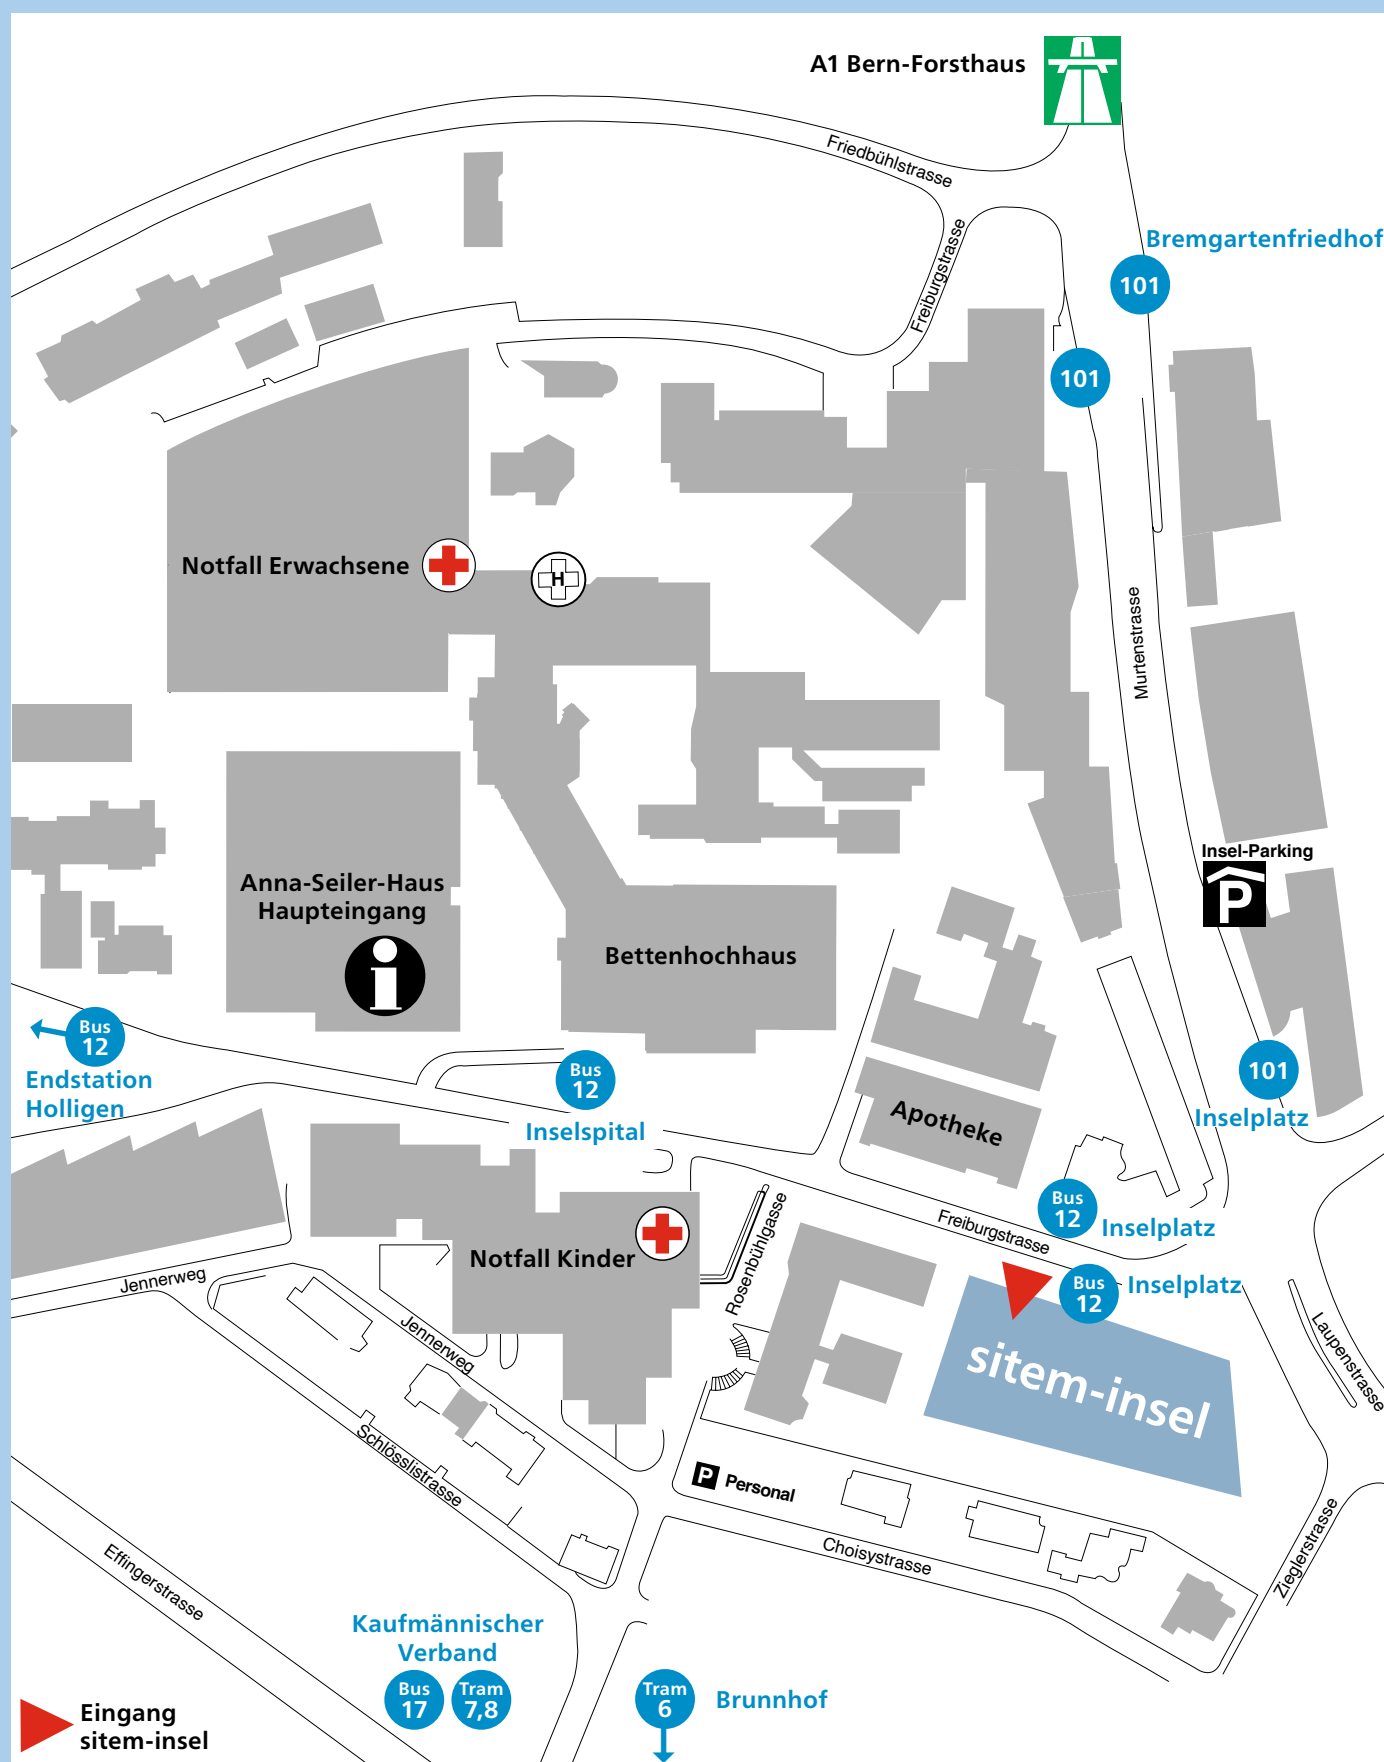 A1 Bern-Forsthaus
Friedbühlstrasse
Freiburgstrasse
Bremgartenfriedhof
101
101
Notfall Erwachsene
H
Murtenstrasse
Insel-Parking
P
Anna-Seiler-Haus
Haupteingang
i
Bettenhochhaus
Bus
12
Endstation
Holligen
Bus
12
Inselspital
Apotheke
101
Inselplatz
Bus
12
Inselplatz
Freiburgstrasse
Rosenbühlgasse
Notfall Kinder
Bus
12
Inselplatz
Jennerweg
Jennerweg
sitem-insel
Laupenstrasse
Schlösslistrasse
P Personal
Choisystrasse
Zieglerstrasse
Effingerstrasse
Kaufmännischer
Verband
Bus
17
Tram
7,8
Tram
6
Brunnhof
Eingang
sitem-insel